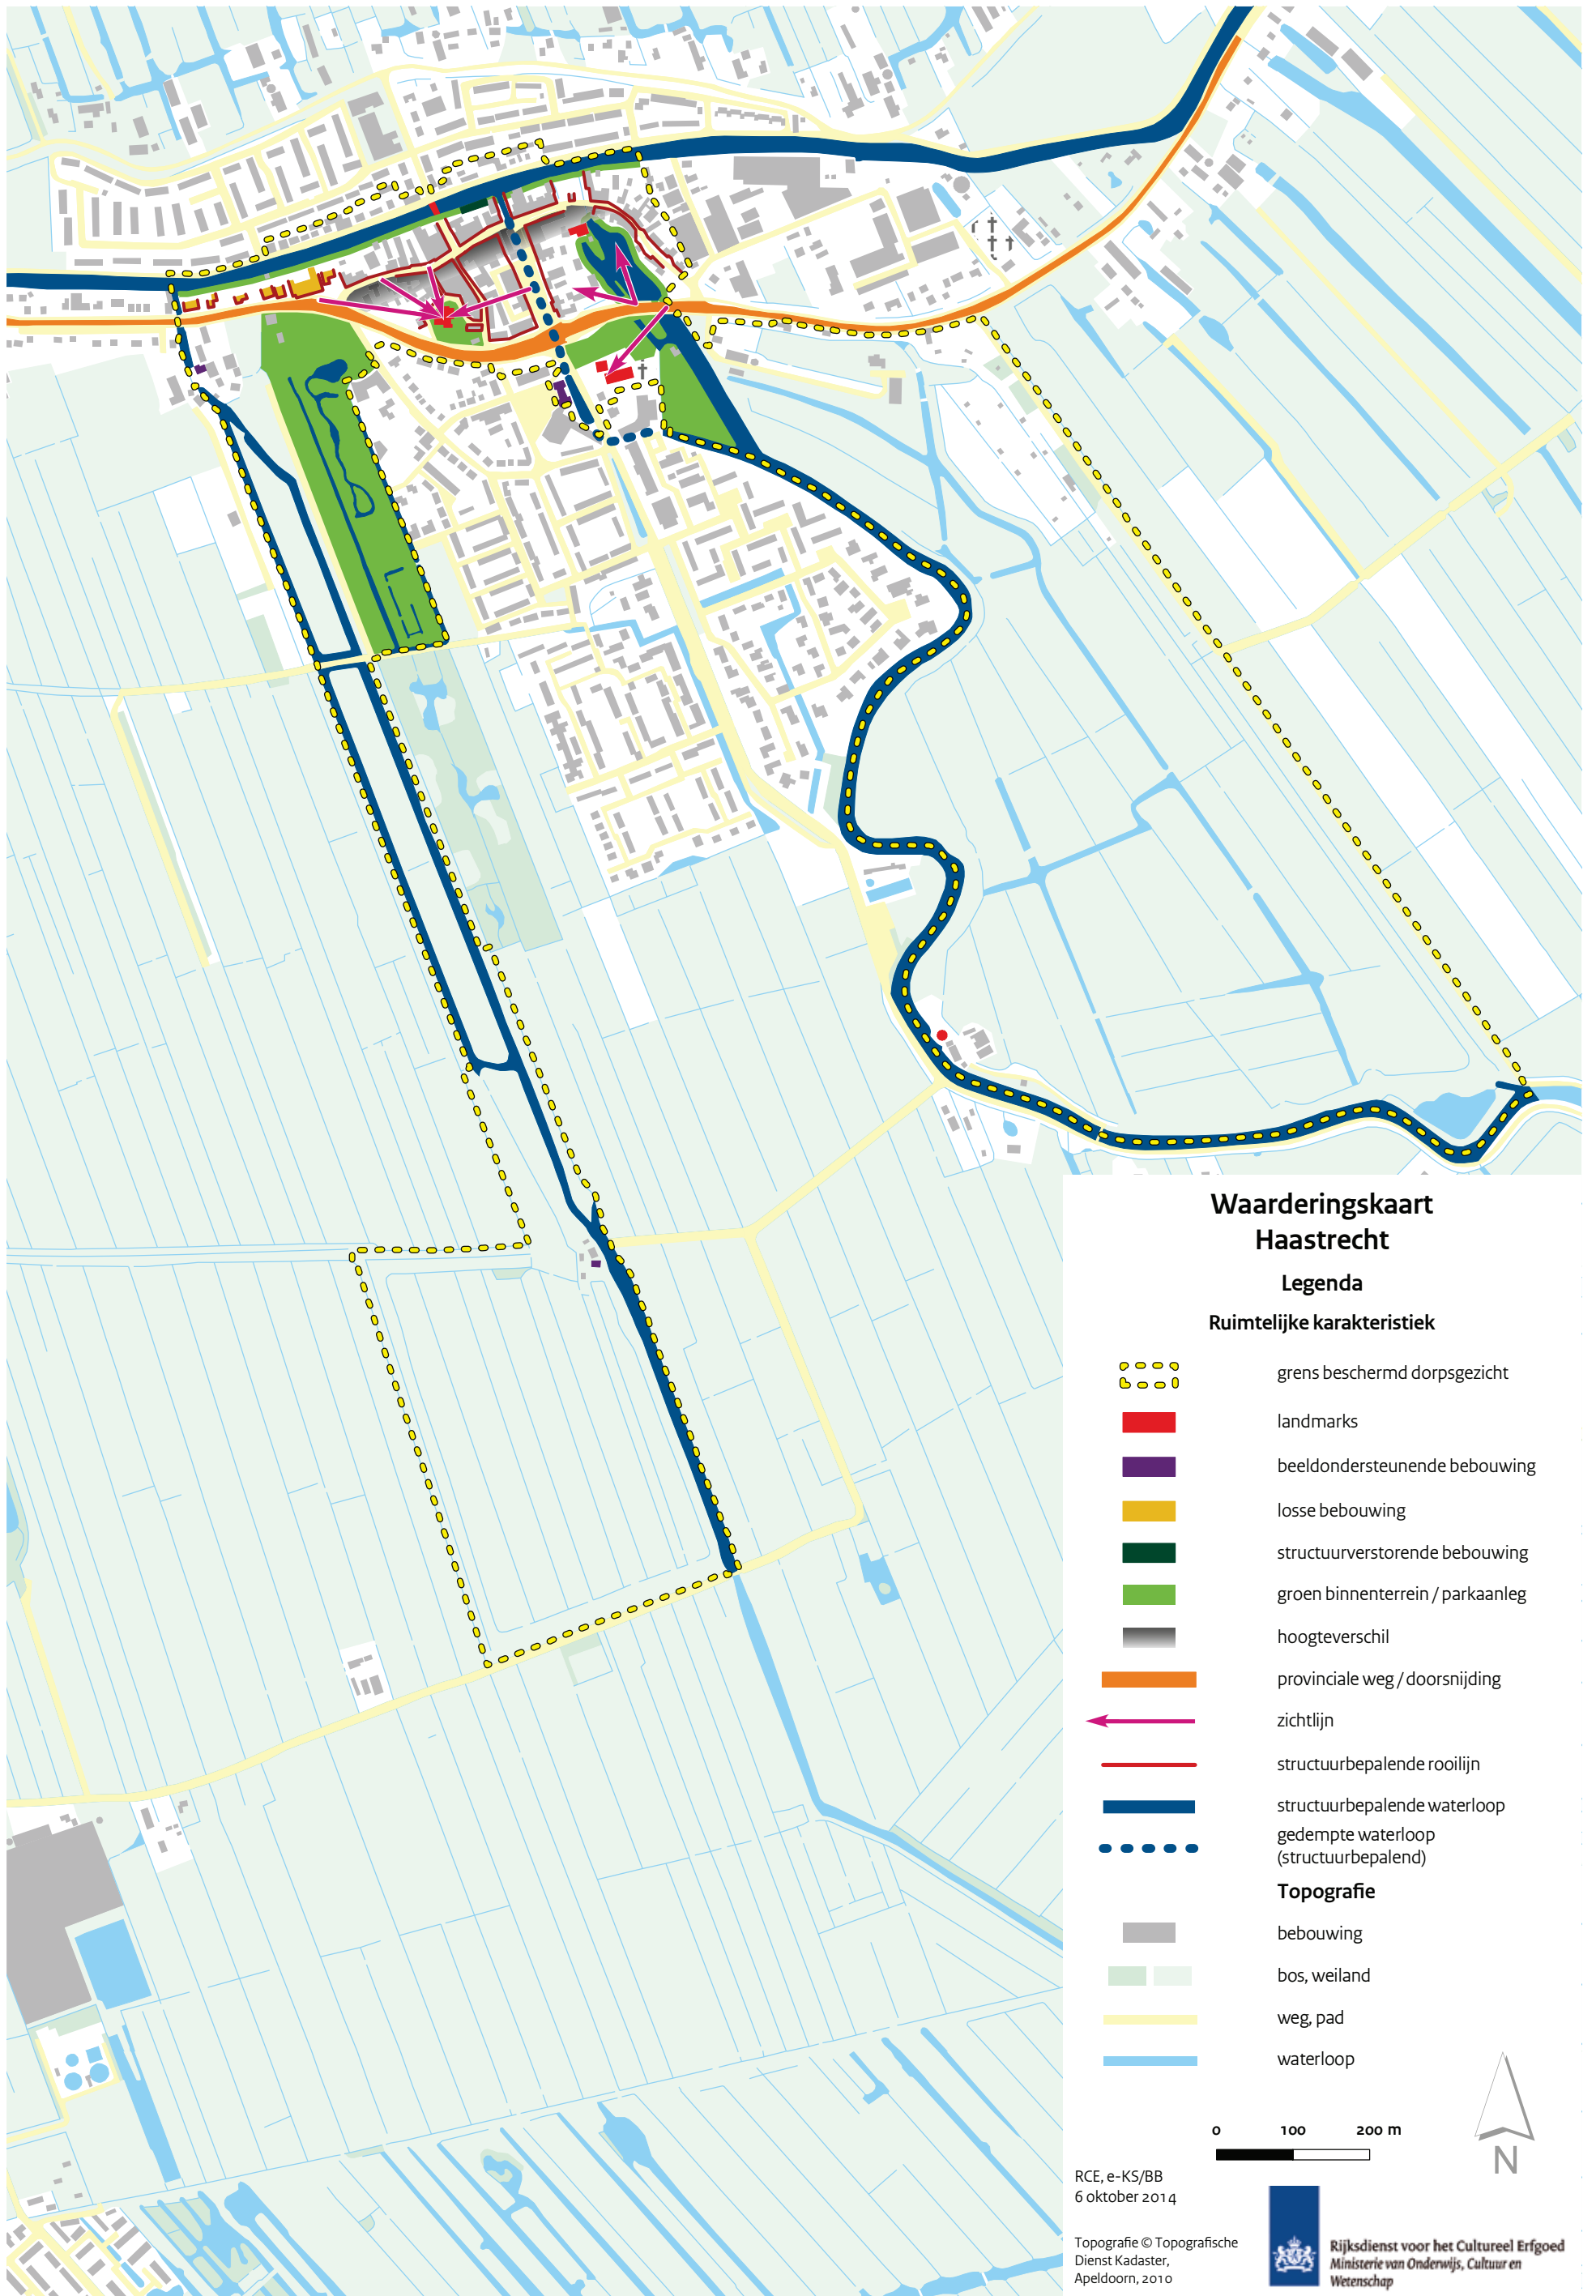 Waarderingskaart
Haastrecht
Legenda
Ruimtelijke karakteristiek
grens beschermd dorpsgezicht
landmarks
beeldondersteunende bebouwing
losse bebouwing
structuurverstorende bebouwing
groen binnenterrein / parkaanleg
hoogteverschil
provinciale weg / doorsnijding
zichtlijn
structuurbepalende rooilijn
structuurbepalende waterloop
gedempte waterloop
(structuurbepalend)
Topografie
bebouwing
bos, weiland
weg, pad
waterloop
0 100 200 m
N
RCE, e-KS/BB
6 oktober 2014
Topografie © Topografische
Dienst Kadaster,
Apeldoorn, 2010
Rijksdienst voor het Cultureel Erfgoed
Ministerie van Onderwijs, Cultuur en
Wetenschap